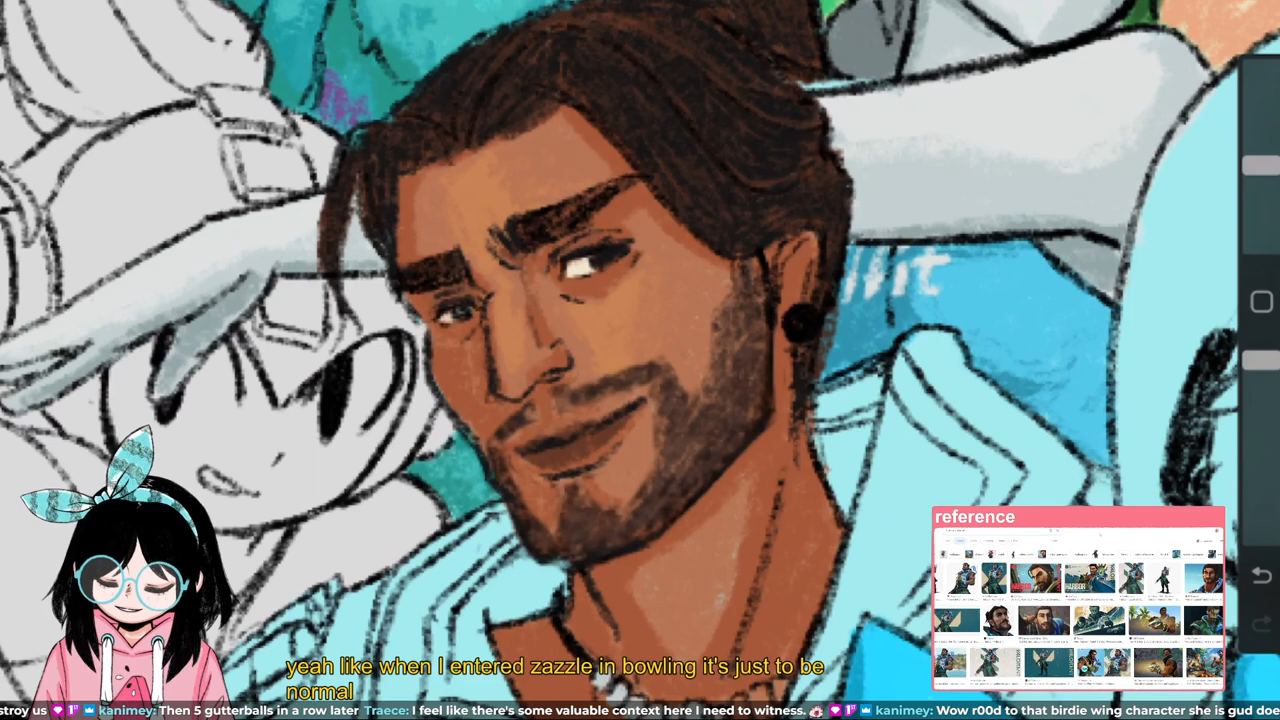 llit
reference
yeah like when I entered zazzle in bowling it's just to be
normal
stroy us kanimey: Then 5 gutterballs in a row later Traece: I feel like there's some valuable context here I need to witness. kanimey: Wow r00d to that birdie wing character she is gud doe